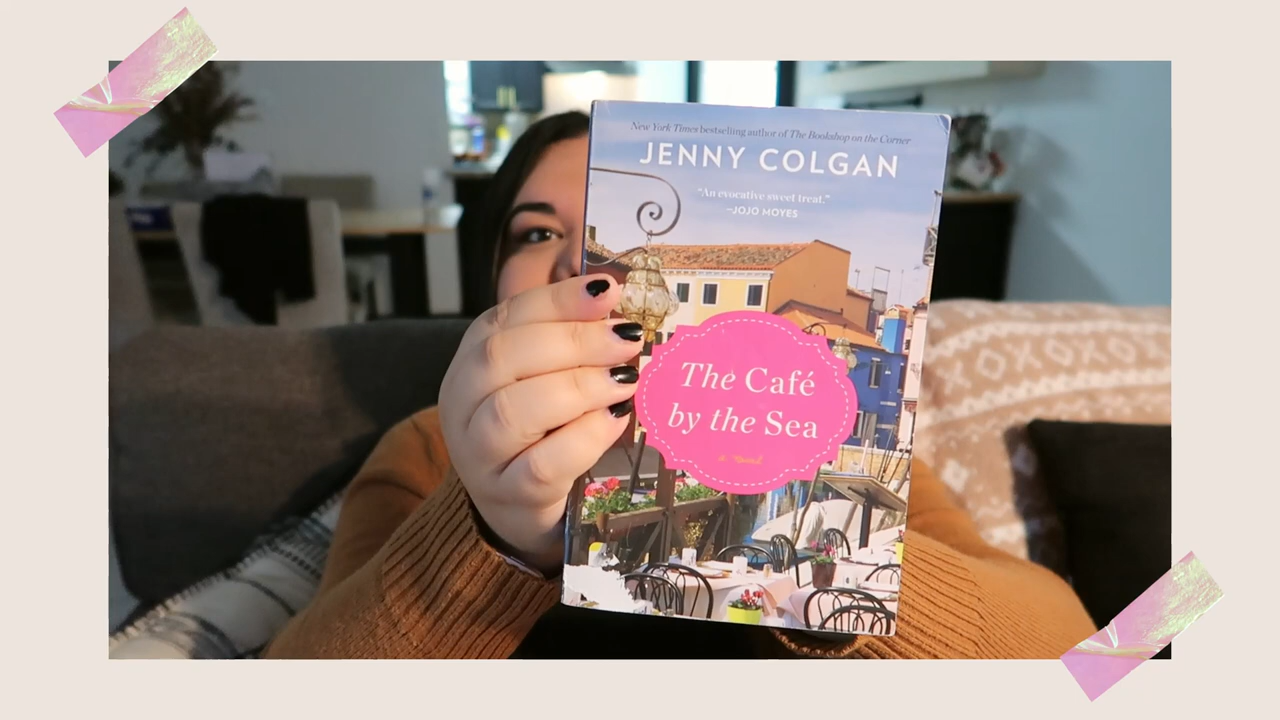 New York Times bestselling author of The Bookshop on the Corner
JENNY COLGAN
"An evocative sweet treat."
—JOJO MOYES
The Café
by the Sea
a novel